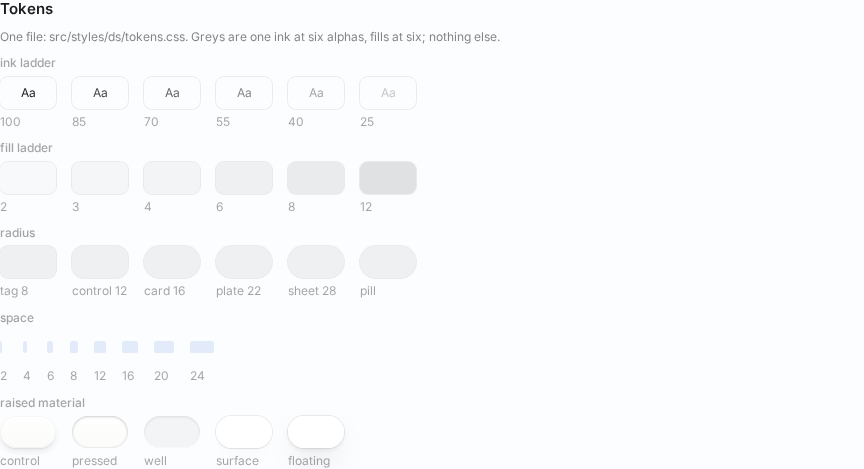 Tokens
One file: src/styles/ds/tokens.css. Greys are one ink at six alphas, fills at six; nothing else.
ink ladder
Aa Aa Aa Aa Aa Aa
100 85 70 55 40 25
fill ladder
2 3 4 6 8 12
radius
tag 8 control 12 card 16 plate 22 sheet 28 pill
space
2 4 6 8 12 16 20 24
raised material
control pressed well surface floating